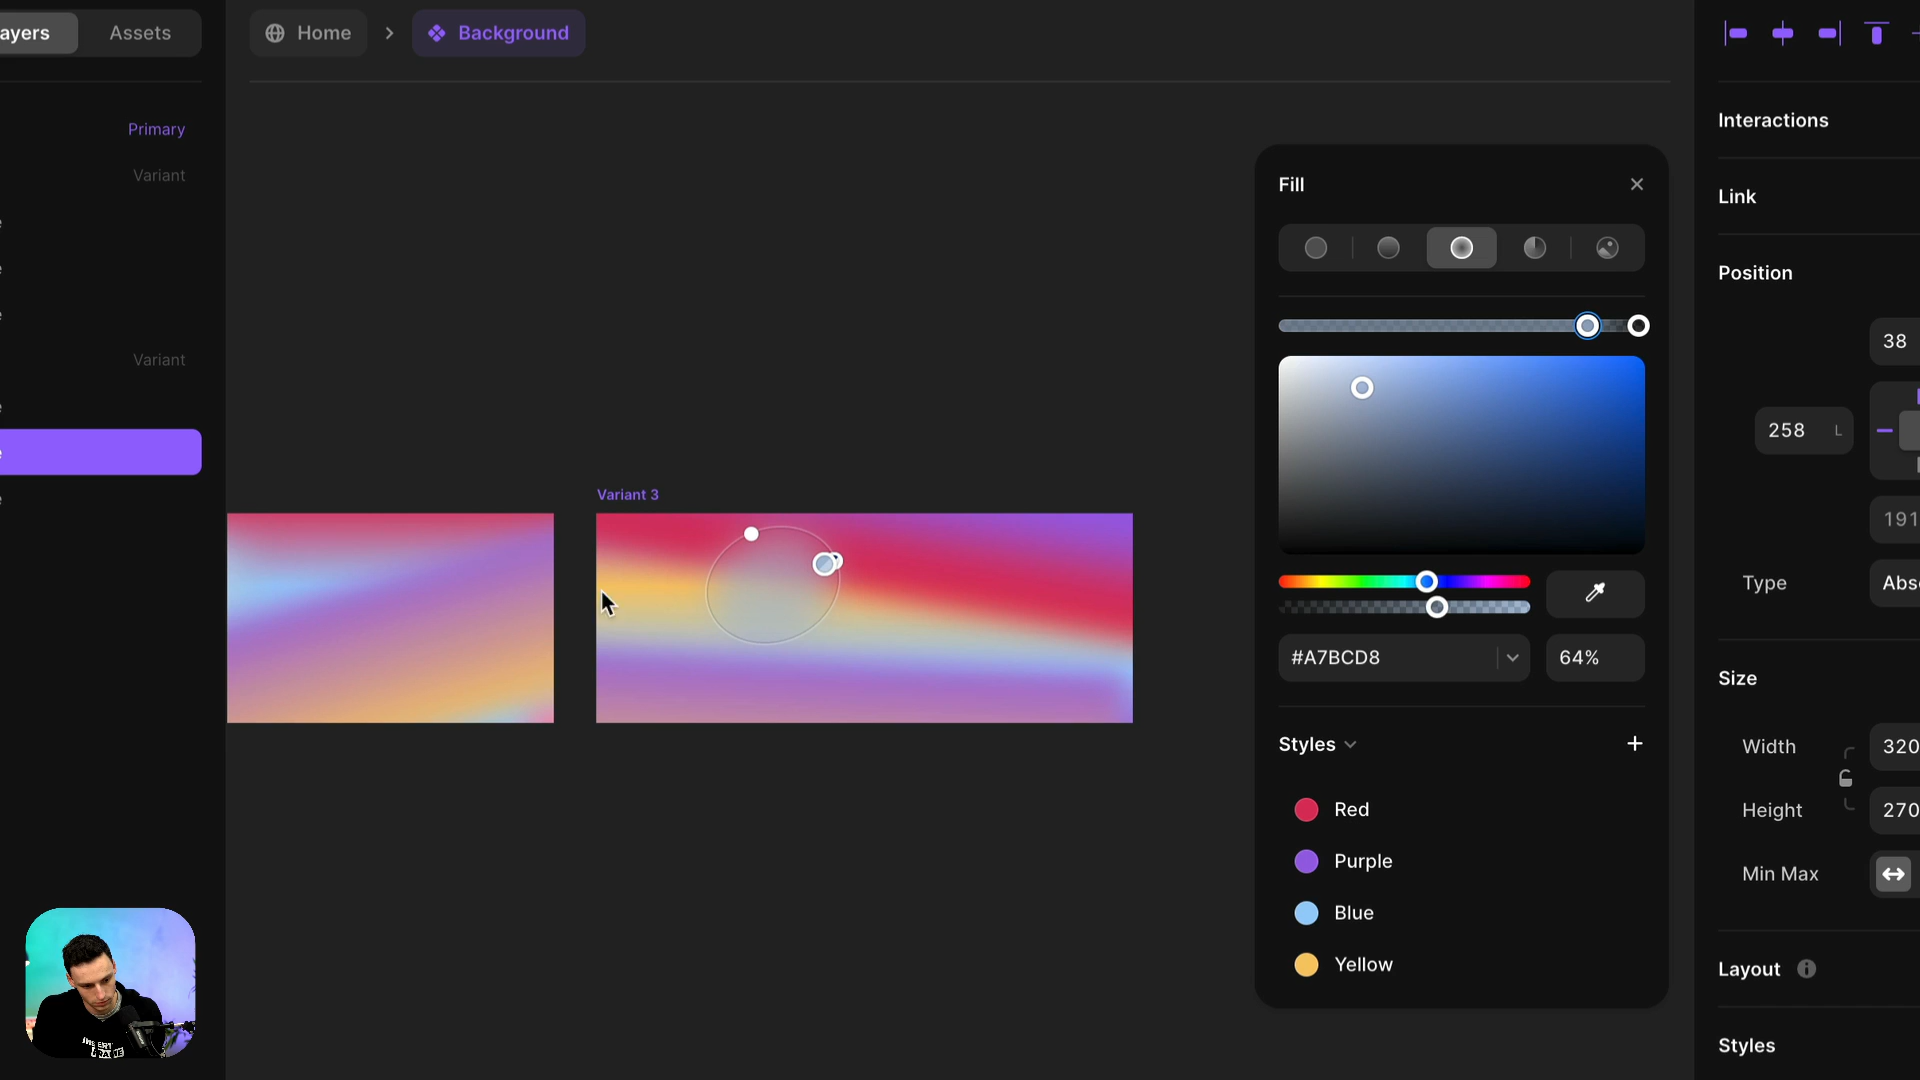 ayers
Assets
Home
Background
Primary
Variant
e
e
e
Variant
e
e
e
Variant 3
Fill
#A7BCD8
64%
Styles
Red
Purple
Blue
Yellow
Interactions
Link
Position
38
258 L
191
Type
Abs
Size
Width
320
Height
270
Min Max
Layout
Styles